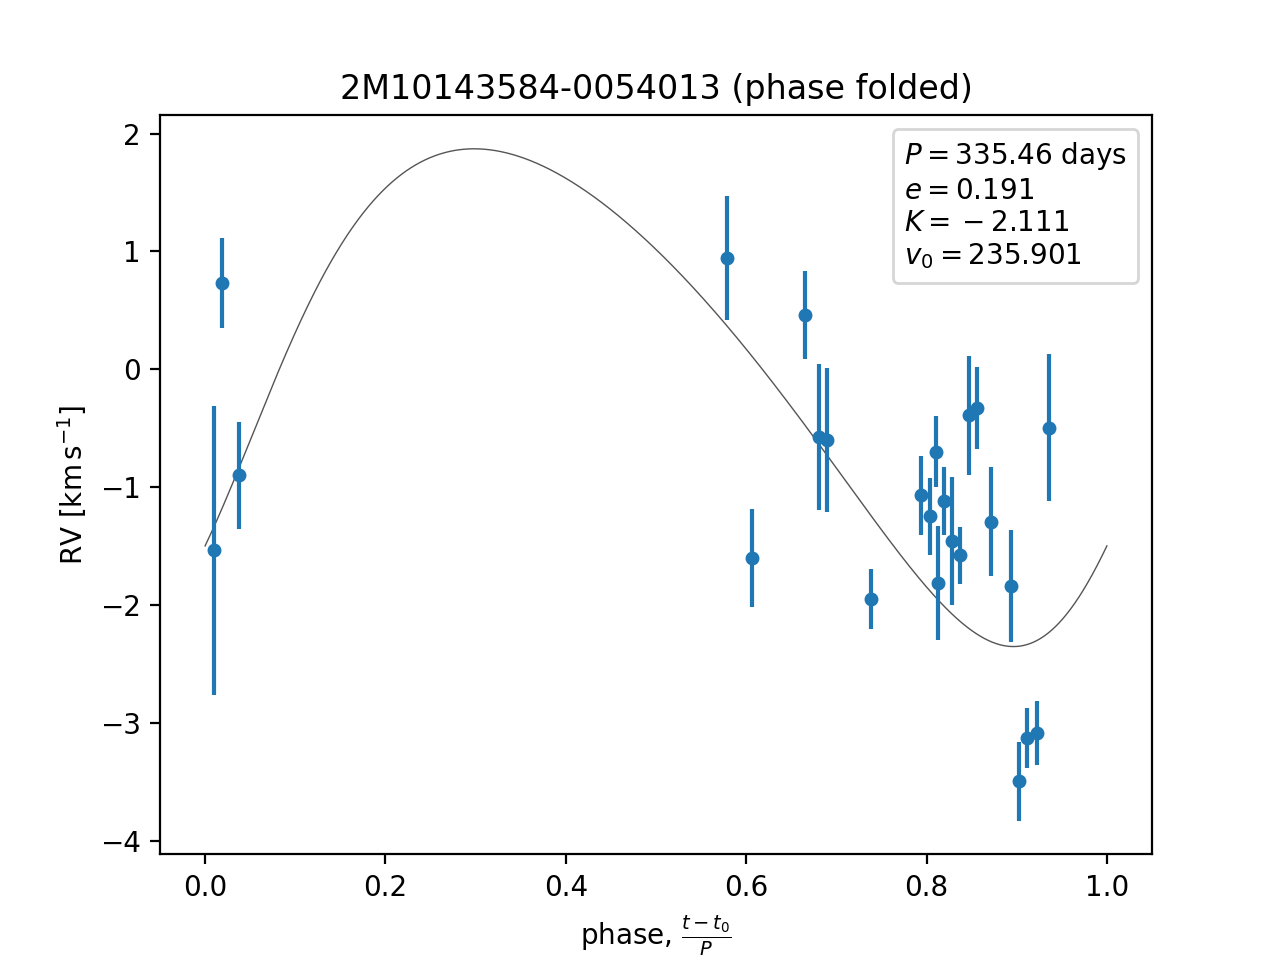 2M10143584-0054013 (phase folded)
P = 335.46 days
e = 0.191
K = −2.111
v₀ = 235.901
RV [km s⁻¹]
2
1
0
−1
−2
−3
−4
0.0 0.2 0.4 0.6 0.8 1.0
phase, (t − t₀)/P